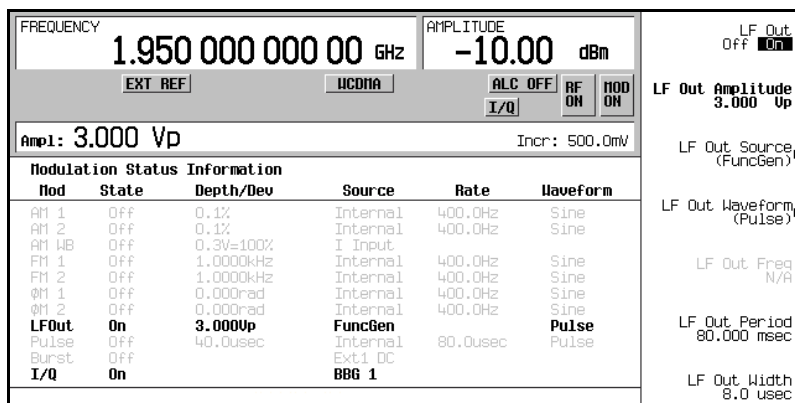 FREQUENCY
1.950 000 000 00 GHz
AMPLITUDE
-10.00 dBm
EXT REF
WCDMA
ALC OFF
I/Q
RF ON
MOD ON
Ampl: 3.000 Vp
Incr: 500.0mV
Modulation Status Information
Mod State Depth/Dev Source Rate Waveform
AM 1 Off 0.1% Internal 400.0Hz Sine
AM 2 Off 0.1% Internal 400.0Hz Sine
AM WB Off 0.3V=100% I Input
FM 1 Off 1.0000kHz Internal 400.0Hz Sine
FM 2 Off 1.0000kHz Internal 400.0Hz Sine
ΦM 1 Off 0.000rad Internal 400.0Hz Sine
ΦM 2 Off 0.000rad Internal 400.0Hz Sine
LFOut On 3.000Vp FuncGen Pulse
Pulse Off 40.0usec Internal 80.0usec Pulse
Burst Off Ext1 DC
I/Q On BBG 1
LF Out
Off On
LF Out Amplitude
3.000 Vp
LF Out Source
(FuncGen)
LF Out Waveform
(Pulse)
LF Out Freq
N/A
LF Out Period
80.000 msec
LF Out Width
8.0 usec